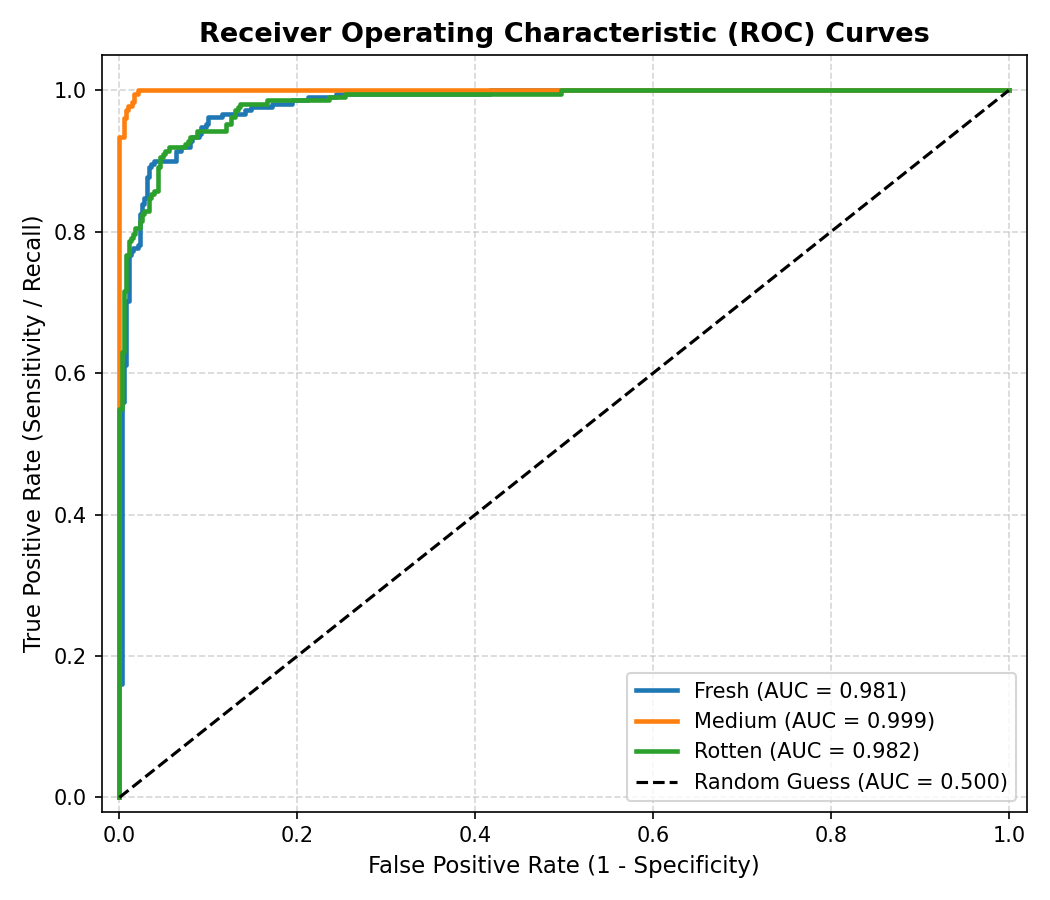 Receiver Operating Characteristic (ROC) Curves
True Positive Rate (Sensitivity / Recall)
1.0
0.8
0.6
0.4
0.2
0.0
Fresh (AUC = 0.981)
Medium (AUC = 0.999)
Rotten (AUC = 0.982)
Random Guess (AUC = 0.500)
0.0 0.2 0.4 0.6 0.8 1.0
False Positive Rate (1 - Specificity)